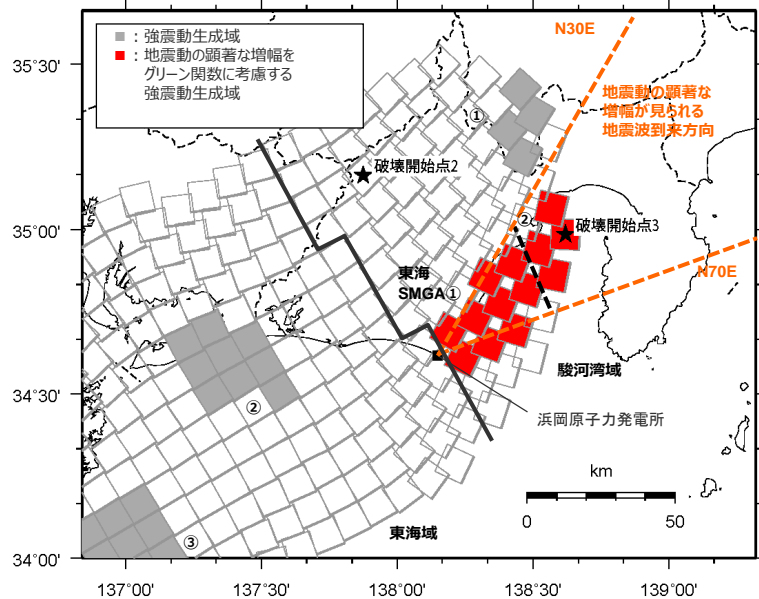 ■：強震動生成域
■：地震動の顕著な増幅を
グリーン関数に考慮する
強震動生成域
N30E
地震動の顕著な
増幅が見られる
地震波到来方向
①
破壊開始点2
②
破壊開始点3
N70E
東海
SMGA①
駿河湾域
浜岡原子力発電所
②
km
0
50
東海域
③
35°30'
35°00'
34°30'
34°00'
137°00'
137°30'
138°00'
138°30'
139°00'